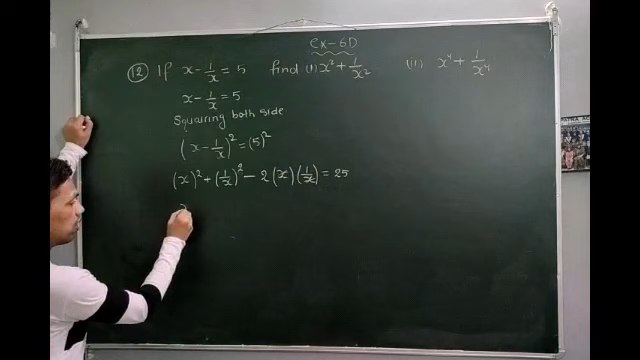 Ex-6D
(12) If x - 1/x = 5 find (i) x² + 1/x² (ii) x⁴ + 1/x⁴
x - 1/x = 5
Squairing both side
(x - 1/x)² = (5)²
(x)² + (1/x)² - 2(x)(1/x) = 25